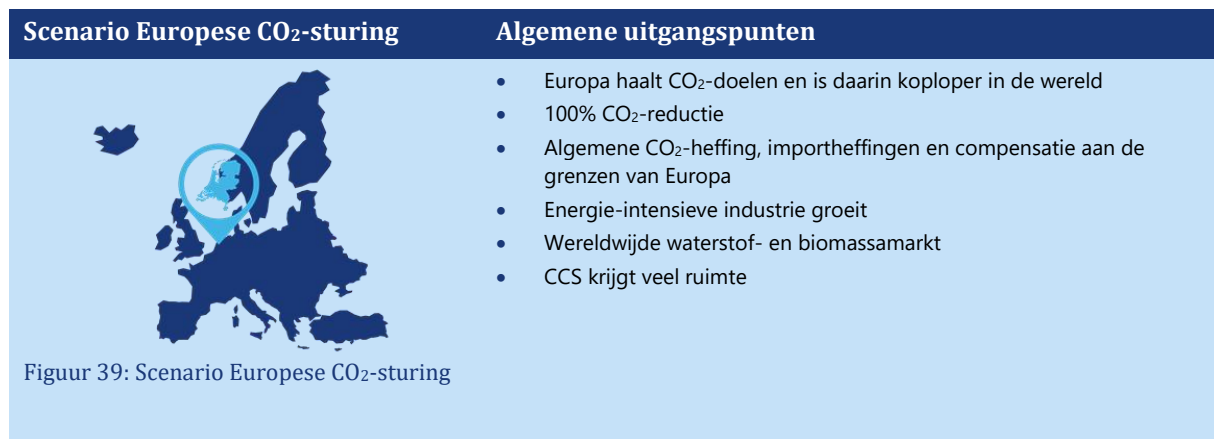 Scenario Europese CO2-sturing
Algemene uitgangspunten
• Europa haalt CO2-doelen en is daarin koploper in de wereld
• 100% CO2-reductie
• Algemene CO2-heffing, importheffingen en compensatie aan de
grenzen van Europa
• Energie-intensieve industrie groeit
• Wereldwijde waterstof- en biomassamarkt
• CCS krijgt veel ruimte
Figuur 39: Scenario Europese CO2-sturing